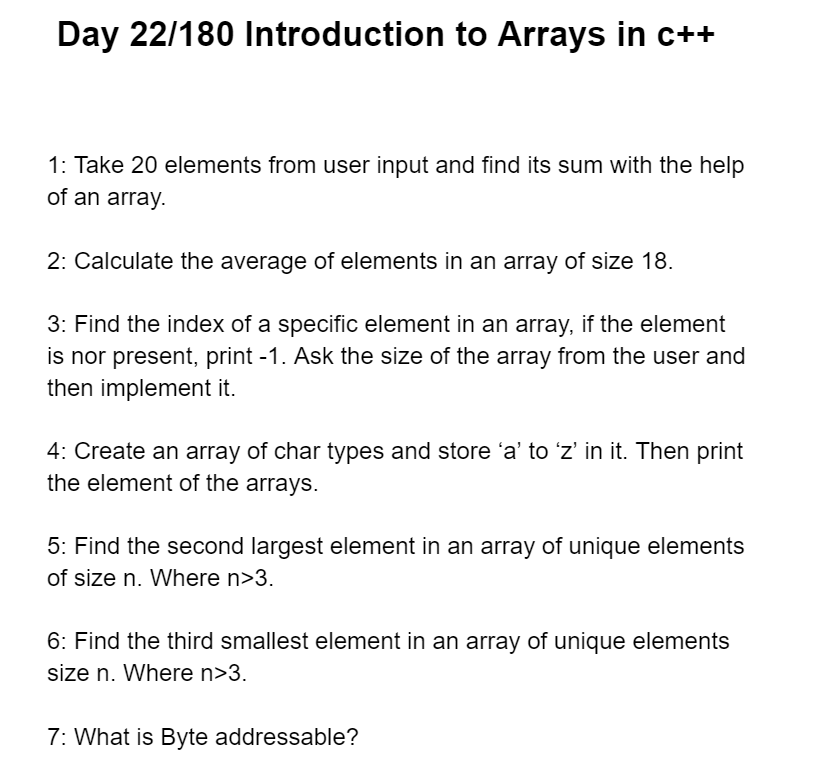 Day 22/180 Introduction to Arrays in c++
1: Take 20 elements from user input and find its sum with the help
of an array.
2: Calculate the average of elements in an array of size 18.
3: Find the index of a specific element in an array, if the element
is nor present, print -1. Ask the size of the array from the user and
then implement it.
4: Create an array of char types and store ‘a’ to ‘z’ in it. Then print
the element of the arrays.
5: Find the second largest element in an array of unique elements
of size n. Where n>3.
6: Find the third smallest element in an array of unique elements
size n. Where n>3.
7: What is Byte addressable?